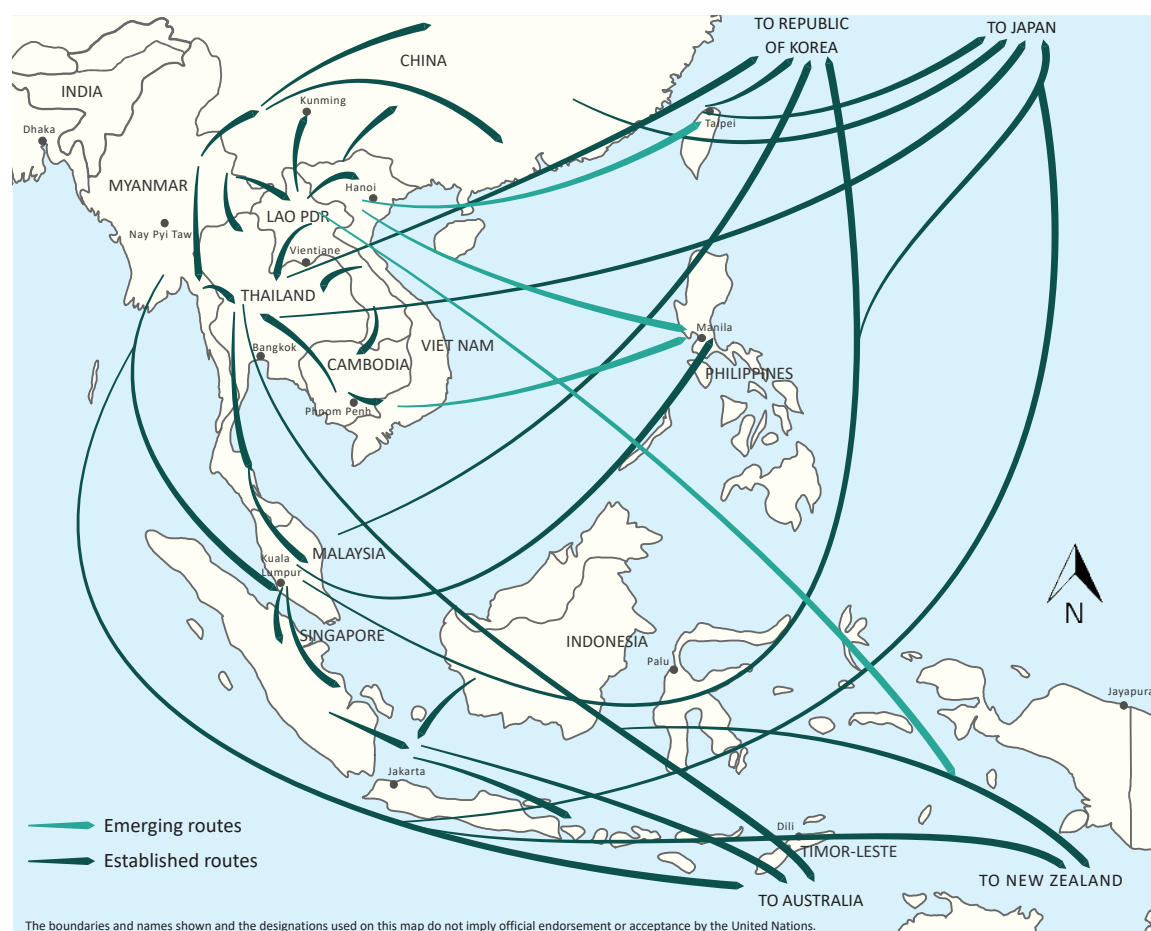 TO REPUBLIC
OF KOREA
TO JAPAN
CHINA
INDIA
Kunming
Dhaka
Taipei
MYANMAR
Hanoi
LAO PDR
Nay Pyi Taw
Vientiane
THAILAND
Manila
Bangkok
VIET NAM
CAMBODIA
PHILIPPINES
Phnom Penh
MALAYSIA
Kuala
Lumpur
N
SINGAPORE
INDONESIA
Palu
Jayapura
Jakarta
Emerging routes
Dili
TIMOR-LESTE
Established routes
TO NEW ZEALAND
TO AUSTRALIA
The boundaries and names shown and the designations used on this map do not imply official endorsement or acceptance by the United Nations.